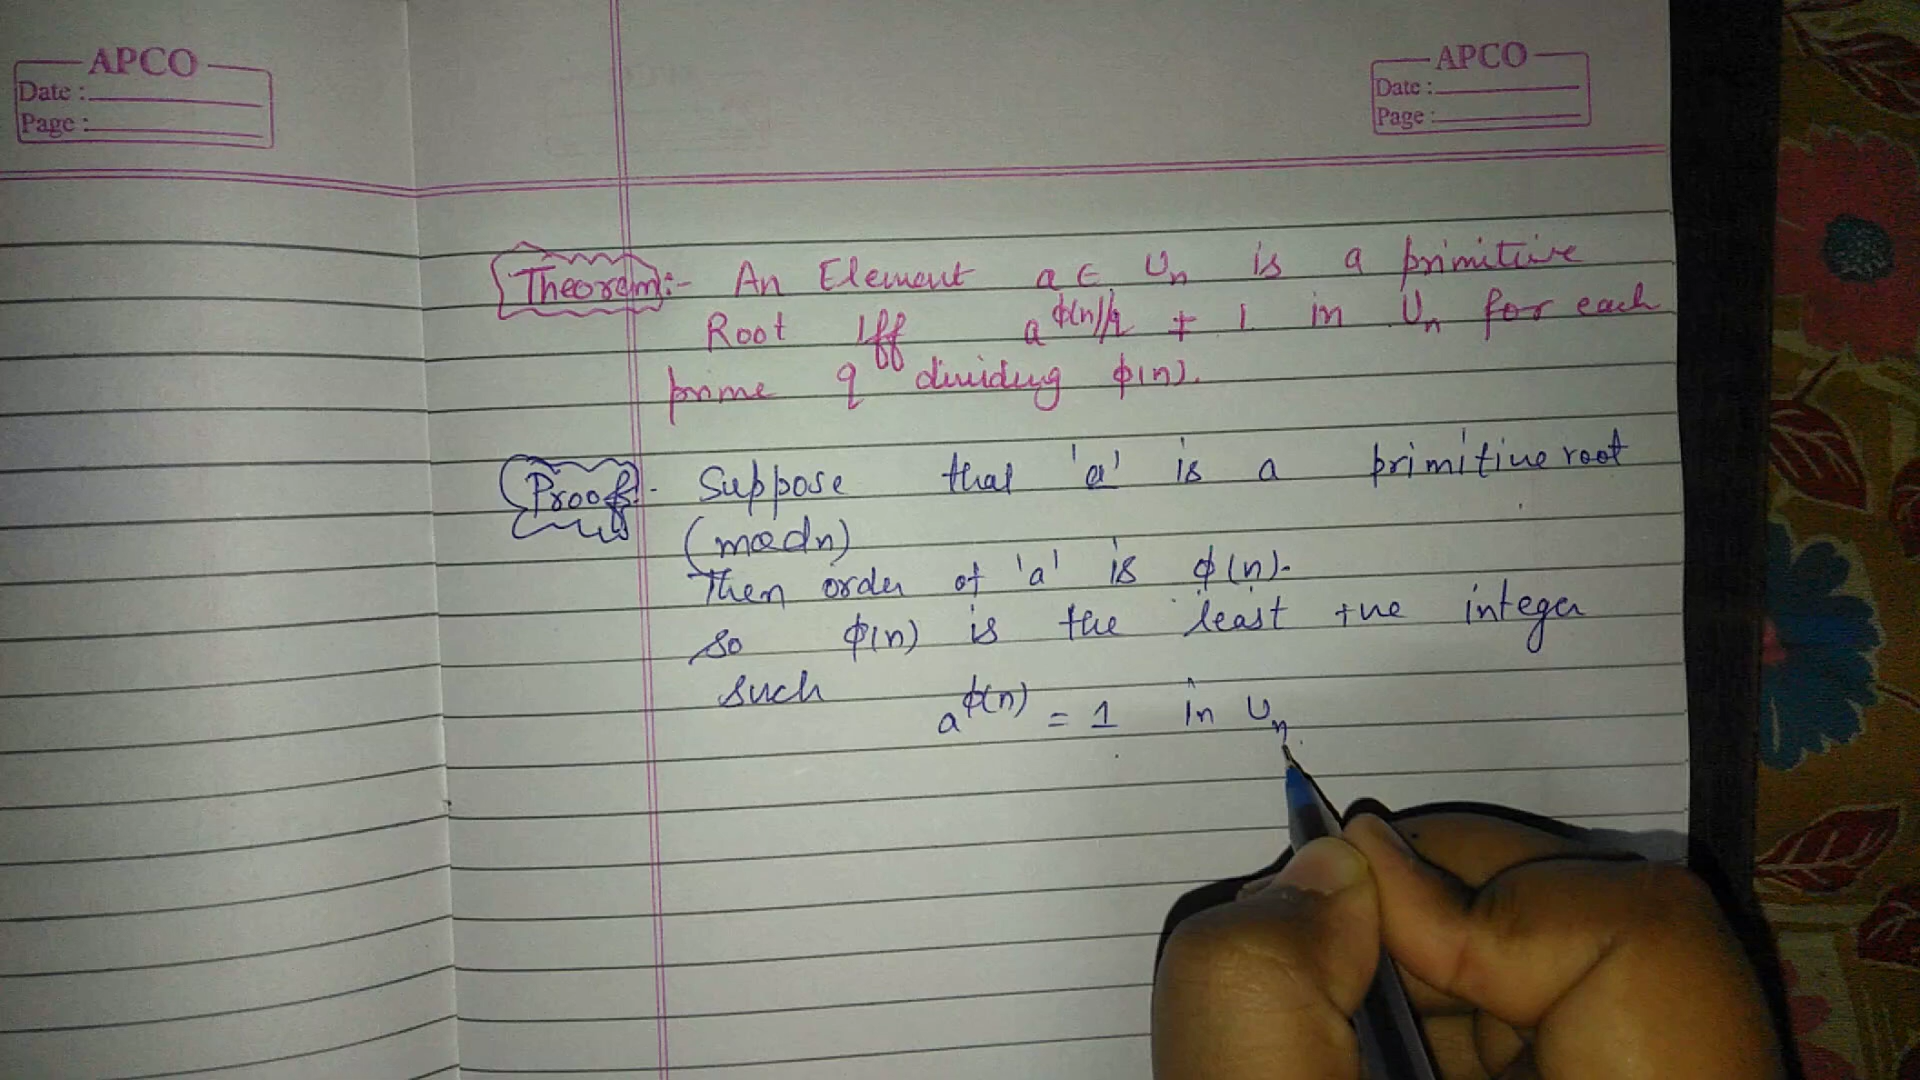 APCO
Date :
Page :
APCO
Date :
Page :
Theorem:- An Element a ∈ Un is a primitive
Root iff a^φ(n)/q ≠ 1 in Un for each
prime q dividing φ(n).
Proof:- Suppose that 'a' is a primitive root
(mod n)
Then order of 'a' is φ(n).
so φ(n) is the least +ve integer
such a^φ(n) = 1 in Un